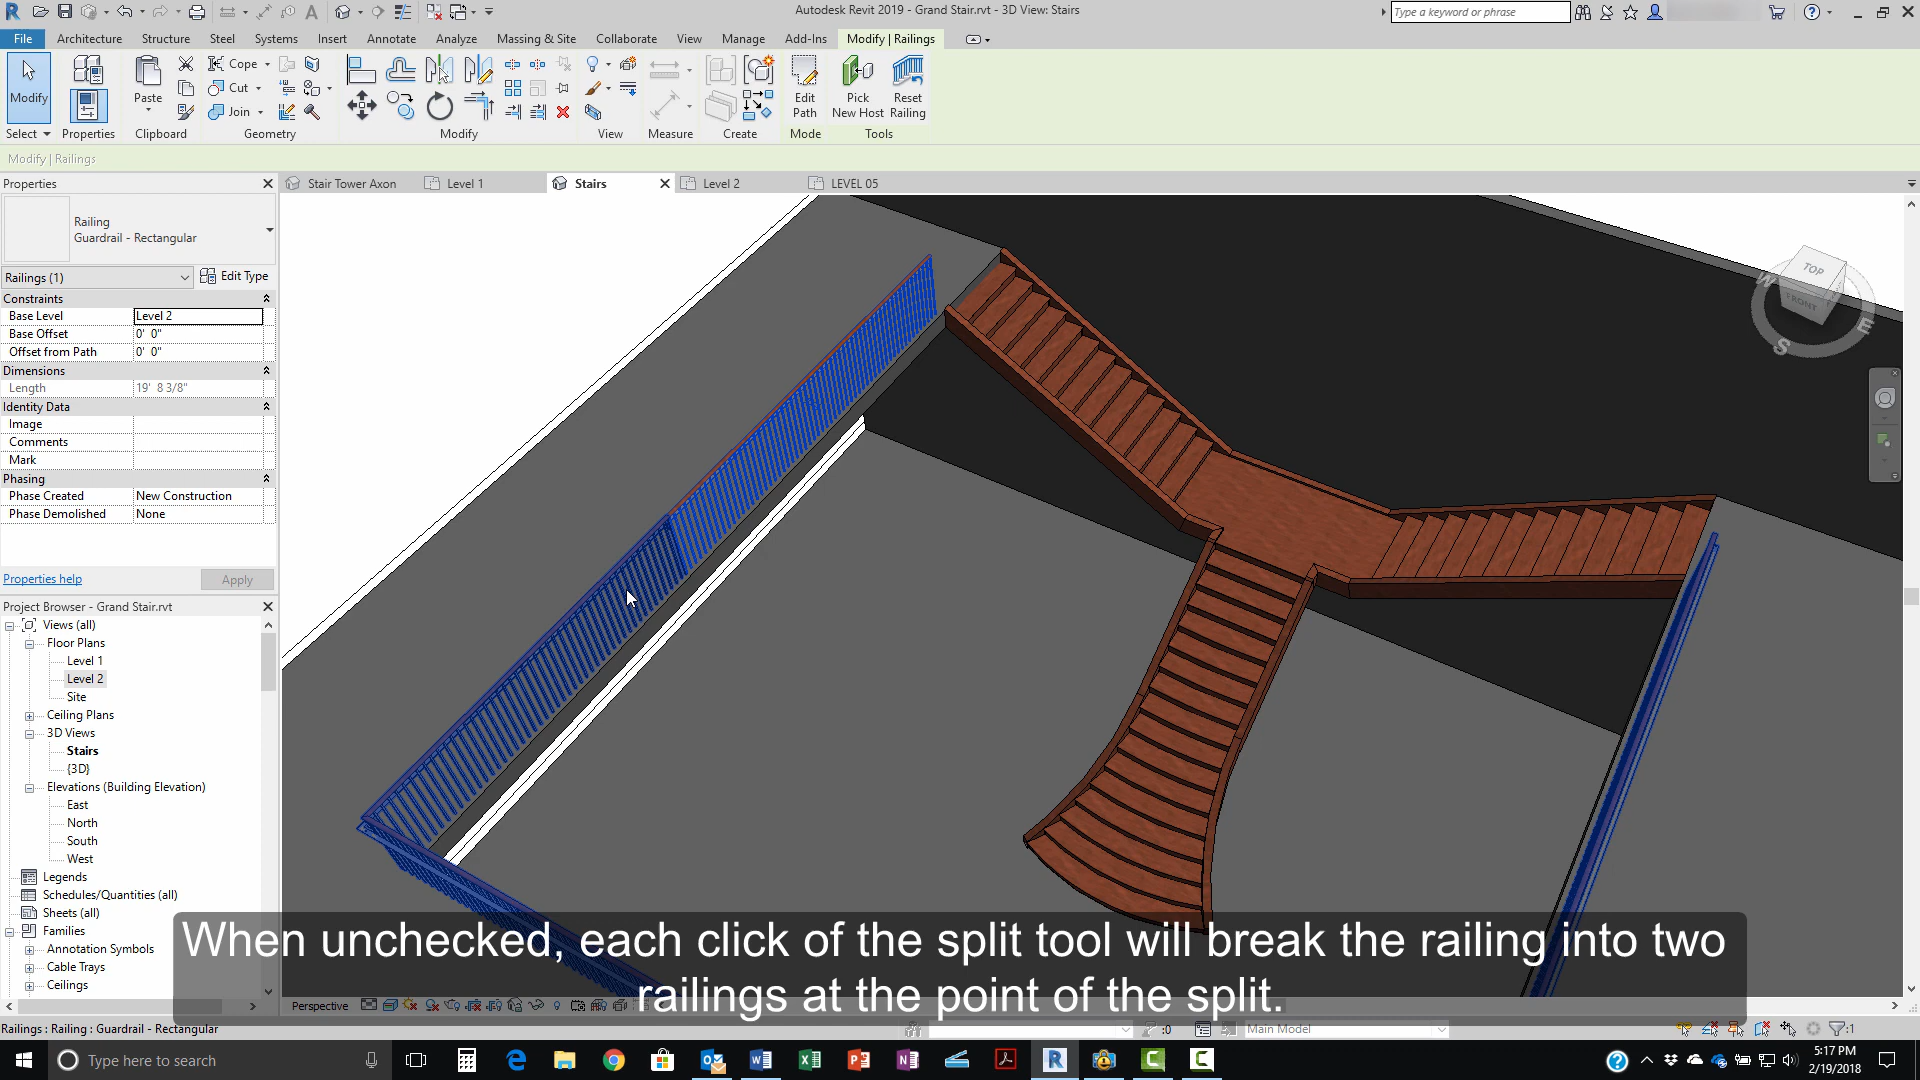 Autodesk Revit 2019 - Grand Stair.rvt - 3D View: Stairs
Type a keyword or phrase
File Architecture Structure Steel Systems Insert Annotate Analyze Massing & Site Collaborate View Manage Add-Ins Modify | Railings
Modify
Paste
Cope
Cut
Join
Edit Path
Pick New Host
Reset Railing
Select Properties Clipboard Geometry Modify View Measure Create Mode Tools
Modify | Railings
Properties
Stair Tower Axon
Level 1
Stairs
Level 2
LEVEL 05
Railing
Guardrail - Rectangular
Railings (1)
Edit Type
Constraints
Base Level Level 2
Base Offset 0' 0"
Offset from Path 0' 0"
Dimensions
Length 19' 8 3/8"
Identity Data
Image
Comments
Mark
Phasing
Phase Created New Construction
Phase Demolished None
Properties help
Apply
Project Browser - Grand Stair.rvt
Views (all)
Floor Plans
Level 1
Level 2
Site
Ceiling Plans
3D Views
Stairs
{3D}
Elevations (Building Elevation)
East
North
South
West
Legends
Schedules/Quantities (all)
Sheets (all)
Families
Annotation Symbols
Cable Trays
Ceilings
TOP
FRONT
W
S
E
When unchecked, each click of the split tool will break the railing into two
railings at the point of the split.
Perspective
Railings : Railing : Guardrail - Rectangular
:0
Main Model
:1
Type here to search
5:17 PM
2/19/2018